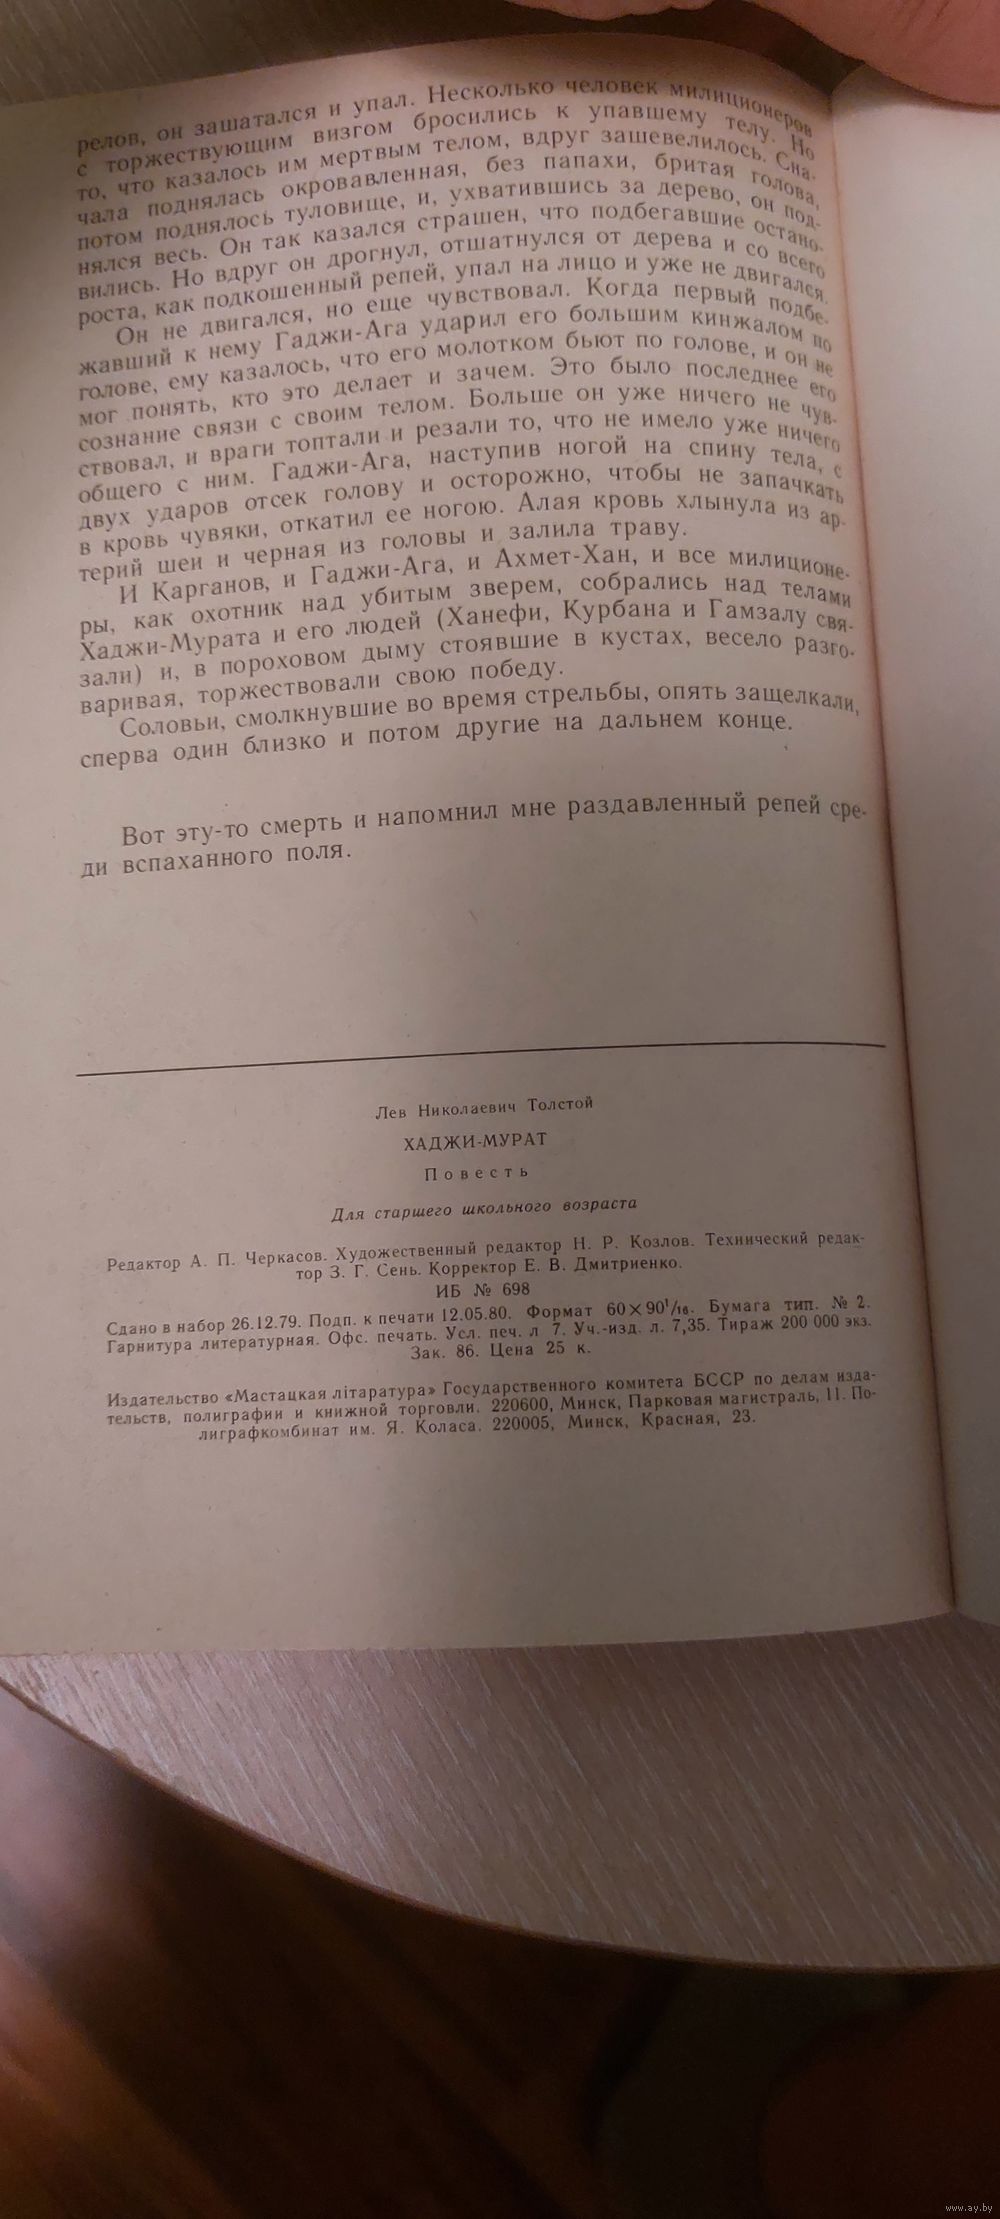 релов, он зашатался и упал. Несколько человек милиционеров
с торжествующим визгом бросились к упавшему телу. Но
то, что казалось им мертвым телом, вдруг зашевелилось. Сна-
чала поднялась окровавленная, без папахи, бритая голова,
потом поднялось туловище, и, ухватившись за дерево, он под-
нялся весь. Он так казался страшен, что подбегавшие остано-
вились. Но вдруг он дрогнул, отшатнулся от дерева и со всего
роста, как подкошенный репей, упал на лицо и уже не двигался.
Он не двигался, но еще чувствовал. Когда первый подбе-
жавший к нему Гаджи-Ага ударил его большим кинжалом по
голове, ему казалось, что его молотком бьют по голове, и он не
мог понять, кто это делает и зачем. Это было последнее его
сознание связи с своим телом. Больше он уже ничего не чув-
ствовал, и враги топтали и резали то, что не имело уже ничего
общего с ним. Гаджи-Ага, наступив ногой на спину тела, с
двух ударов отсек голову и осторожно, чтобы не запачкать
в кровь чувяки, откатил ее ногою. Алая кровь хлынула из ар-
терий шеи и черная из головы и залила траву.
И Карганов, и Гаджи-Ага, и Ахмет-Хан, и все милиционе-
ры, как охотник над убитым зверем, собрались над телами
Хаджи-Мурата и его людей (Ханефи, Курбана и Гамзалу свя-
зали) и, в пороховом дыму стоявшие в кустах, весело разго-
варивая, торжествовали свою победу.
Соловьи, смолкнувшие во время стрельбы, опять защелкали,
сперва один близко и потом другие на дальнем конце.
Вот эту-то смерть и напомнил мне раздавленный репей сре-
ди вспаханного поля.
Лев Николаевич Толстой
ХАДЖИ-МУРАТ
Повесть
Для старшего школьного возраста
Редактор А. П. Черкасов. Художественный редактор Н. Р. Козлов. Технический редак-
тор З. Г. Сень. Корректор Е. В. Дмитриенко.
ИБ № 698
Сдано в набор 26.12.79. Подп. к печати 12.05.80. Формат 60×90¹/₁₆. Бумага тип. № 2.
Гарнитура литературная. Офс. печать. Усл. печ. л 7. Уч.-изд. л. 7,35. Тираж 200 000 экз.
Зак. 86. Цена 25 к.
Издательство «Мастацкая літаратура» Государственного комитета БССР по делам изда-
тельств, полиграфии и книжной торговли. 220600, Минск, Парковая магистраль, 11. По-
лиграфкомбинат им. Я. Коласа. 220005, Минск, Красная, 23.
www.ay.by